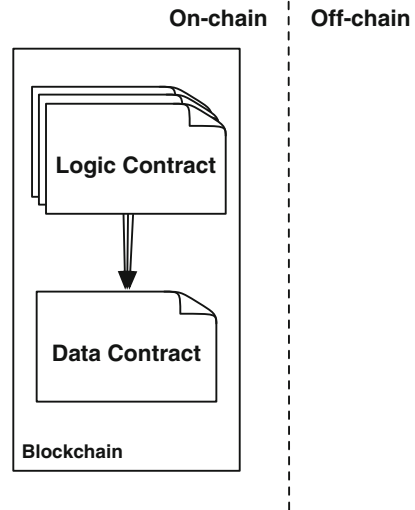 On-chain
Off-chain
Logic Contract
Data Contract
Blockchain